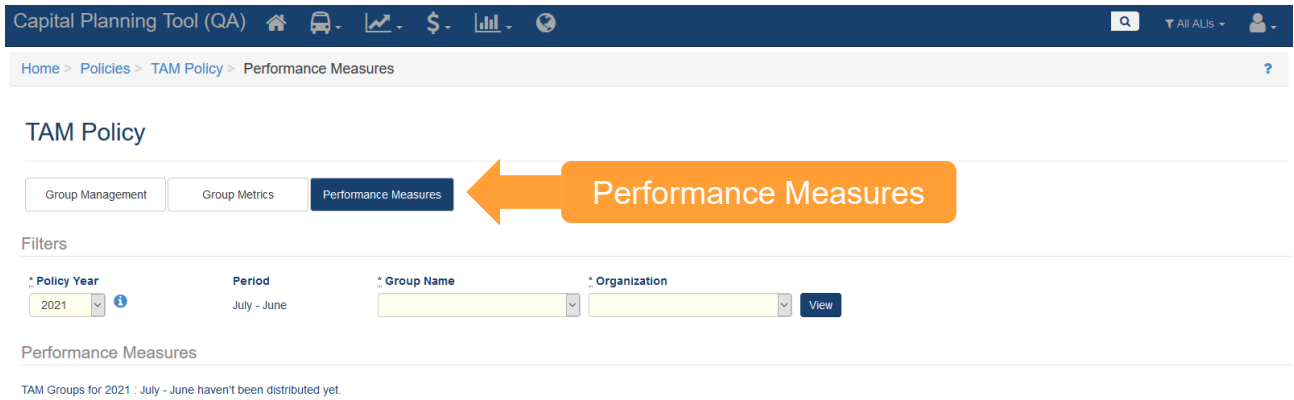 Capital Planning Tool (QA) $ All ALIs
Home > Policies > TAM Policy > Performance Measures ?
TAM Policy
Group Management Group Metrics Performance Measures Performance Measures
Filters
* Policy Year Period * Group Name * Organization
2021 July - June View
Performance Measures
TAM Groups for 2021 : July - June haven't been distributed yet.